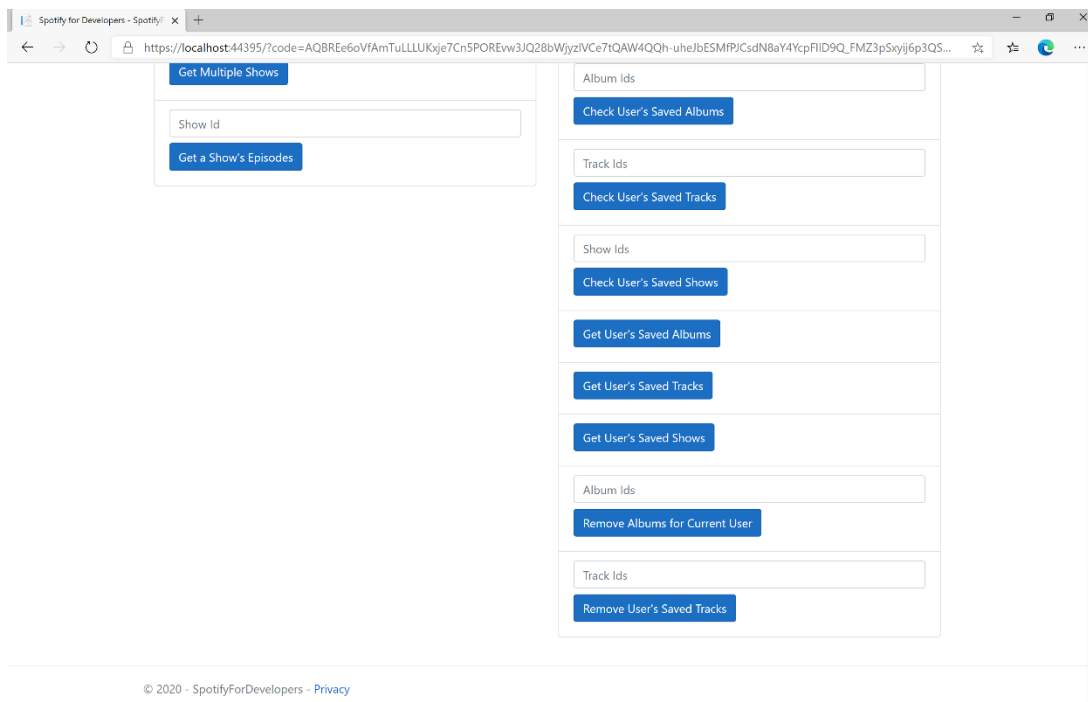 Spotify for Developers - Spotify
https://localhost:44395/?code=
Get Multiple Shows
Show Id
Get a Show's Episodes
Album Ids
Check User's Saved Albums
Track Ids
Check User's Saved Tracks
Show Ids
Check User's Saved Shows
Get User's Saved Albums
Get User's Saved Tracks
Get User's Saved Shows
Album Ids
Remove Albums for Current User
Track Ids
Remove User's Saved Tracks
© 2020 - SpotifyForDevelopers - Privacy